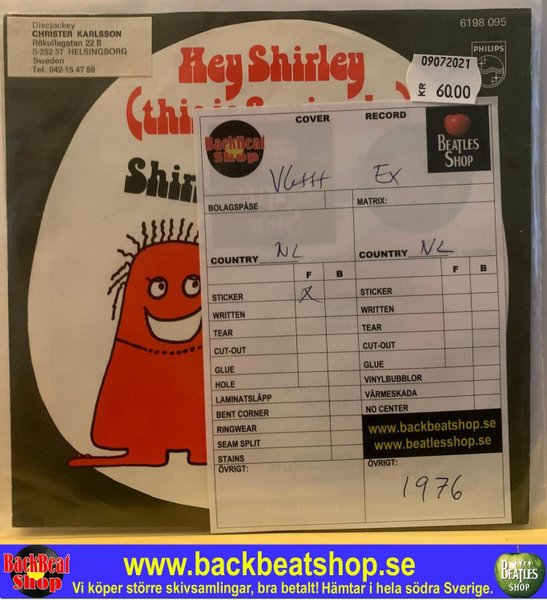 Discjockey
CHRISTER KARLSSON
Rökullagatan 22 B
S-252 57 HELSINGBORG
Sweden
Tel. 042-15 47 59
6198 095
PHILIPS
09072021
KR 60.00
Hey Shirley
(this is
Shir
BackBeat
Shop
COVER
RECORD
BEATLES
SHOP
VG+++
Ex
BOLAGSPÅSE
MATRIX:
COUNTRY NL
COUNTRY NL
F B
F B
STICKER X
STICKER
WRITTEN
WRITTEN
TEAR
TEAR
CUT-OUT
CUT-OUT
GLUE
GLUE
HOLE
VINYLBUBBLOR
LAMINATSLÄPP
VÄRMESKADA
BENT CORNER
NO CENTER
RINGWEAR
www.backbeatshop.se
SEAM SPLIT
www.beatlesshop.se
STAINS
ÖVRIGT:
ÖVRIGT:
1976
BackBeat
Shop
www.backbeatshop.se
Vi köper större skivsamlingar, bra betalt! Hämtar i hela södra Sverige.
BEATLES
SHOP